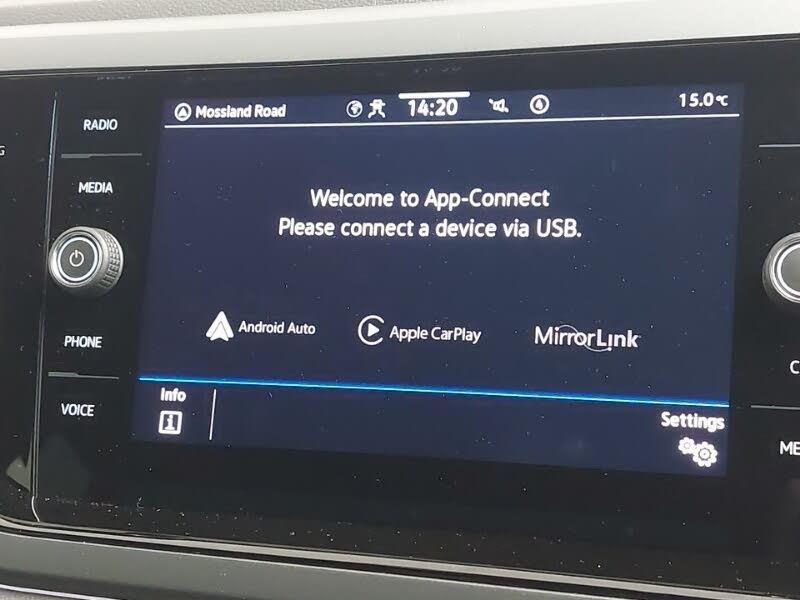 Mossland Road 14:20 15.0°C
RADIO
MEDIA
Welcome to App-Connect
Please connect a device via USB.
Android Auto Apple CarPlay MirrorLink
PHONE
VOICE
Info
Settings